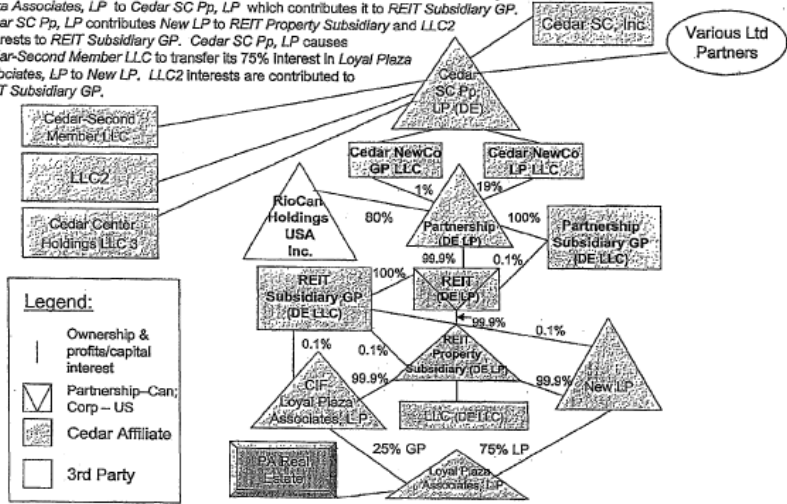 Associates, LP to Cedar SC Pp, LP which contributes it to REIT Subsidiary GP.
SC Pp, LP contributes New LP to REIT Property Subsidiary and LLC2
to REIT Subsidiary GP. Cedar SC Pp, LP causes
Member LLC to transfer its 75% interest in Loyal Plaza
LP to New LP. LLC2 interests are contributed to
Subsidiary GP.
Cedar SC, Inc.
Various Ltd
Partners
Cedar
SC Pp,
LP (DE)
Cedar-Second
Member LLC
LLC2
Cedar Center
Holdings LLC 3
Cedar NewCo
GP LLC
Cedar NewCo
LP LLC
1%
19%
RioCan
Holdings
USA
Inc.
80%
Partnership
(DE LP)
100%
Partnership
Subsidiary GP
(DE LLC)
99.9%
0.1%
100%
REIT
Subsidiary GP
(DE LLC)
REIT
(DE LP)
99.9%
0.1%
REIT
Property
Subsidiary (DE LP)
0.1%
0.1%
99.9%
99.9%
CIF
Loyal Plaza
Associates, L.P
New LP
LLC (DE LLC)
25% GP
75% LP
PA Real
Estate
Loyal Plaza
Associates, L.P
Legend:
Ownership &
profits/capital
interest
Partnership–Can;
Corp – US
Cedar Affiliate
3rd Party